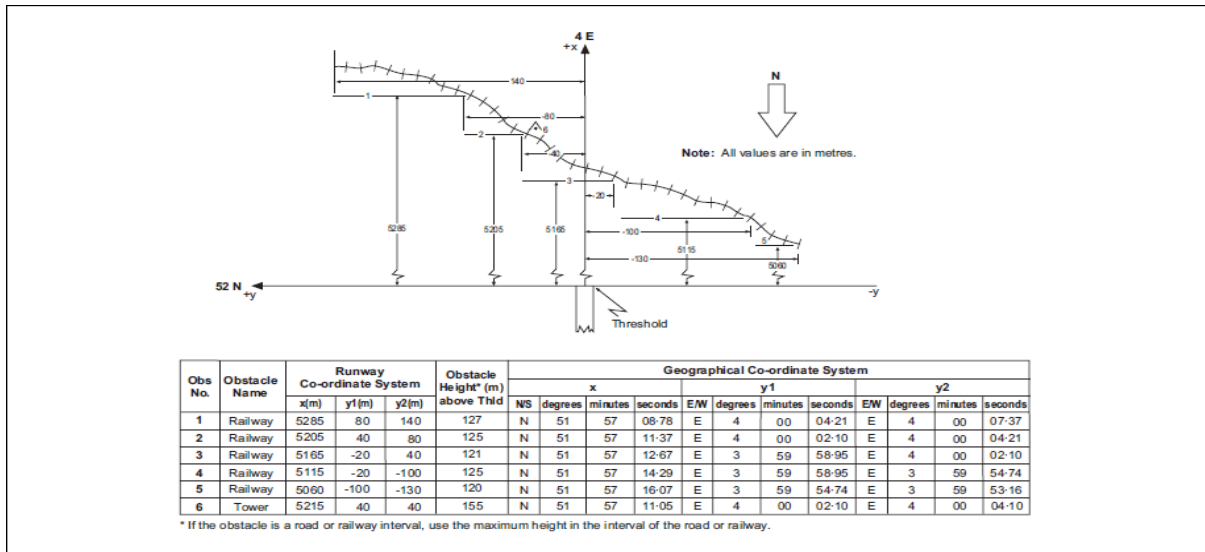 4 E
+x
140
N
1
-80
6
2
-40
Note: All values are in metres.
3
-20
4
5285
5205
5165
-100
5115
5
-130
5060
52 N
+y
-y
Threshold
Obs No. Obstacle Name Runway Co-ordinate System Obstacle Height* (m) above Thld Geographical Co-ordinate System
x y1 y2
x(m) y1(m) y2(m) N/S degrees minutes seconds E/W degrees minutes seconds E/W degrees minutes seconds
1 Railway 5285 80 140 127 N 51 57 08·78 E 4 00 04·21 E 4 00 07·37
2 Railway 5205 40 80 125 N 51 57 11·37 E 4 00 02·10 E 4 00 04·21
3 Railway 5165 -20 40 121 N 51 57 12·67 E 3 59 58·95 E 4 00 02·10
4 Railway 5115 -20 -100 125 N 51 57 14·29 E 3 59 58·95 E 3 59 54·74
5 Railway 5060 -100 -130 120 N 51 57 16·07 E 3 59 54·74 E 3 59 53·16
6 Tower 5215 40 40 155 N 51 57 11·05 E 4 00 02·10 E 4 00 04·10
* If the obstacle is a road or railway interval, use the maximum height in the interval of the road or railway.